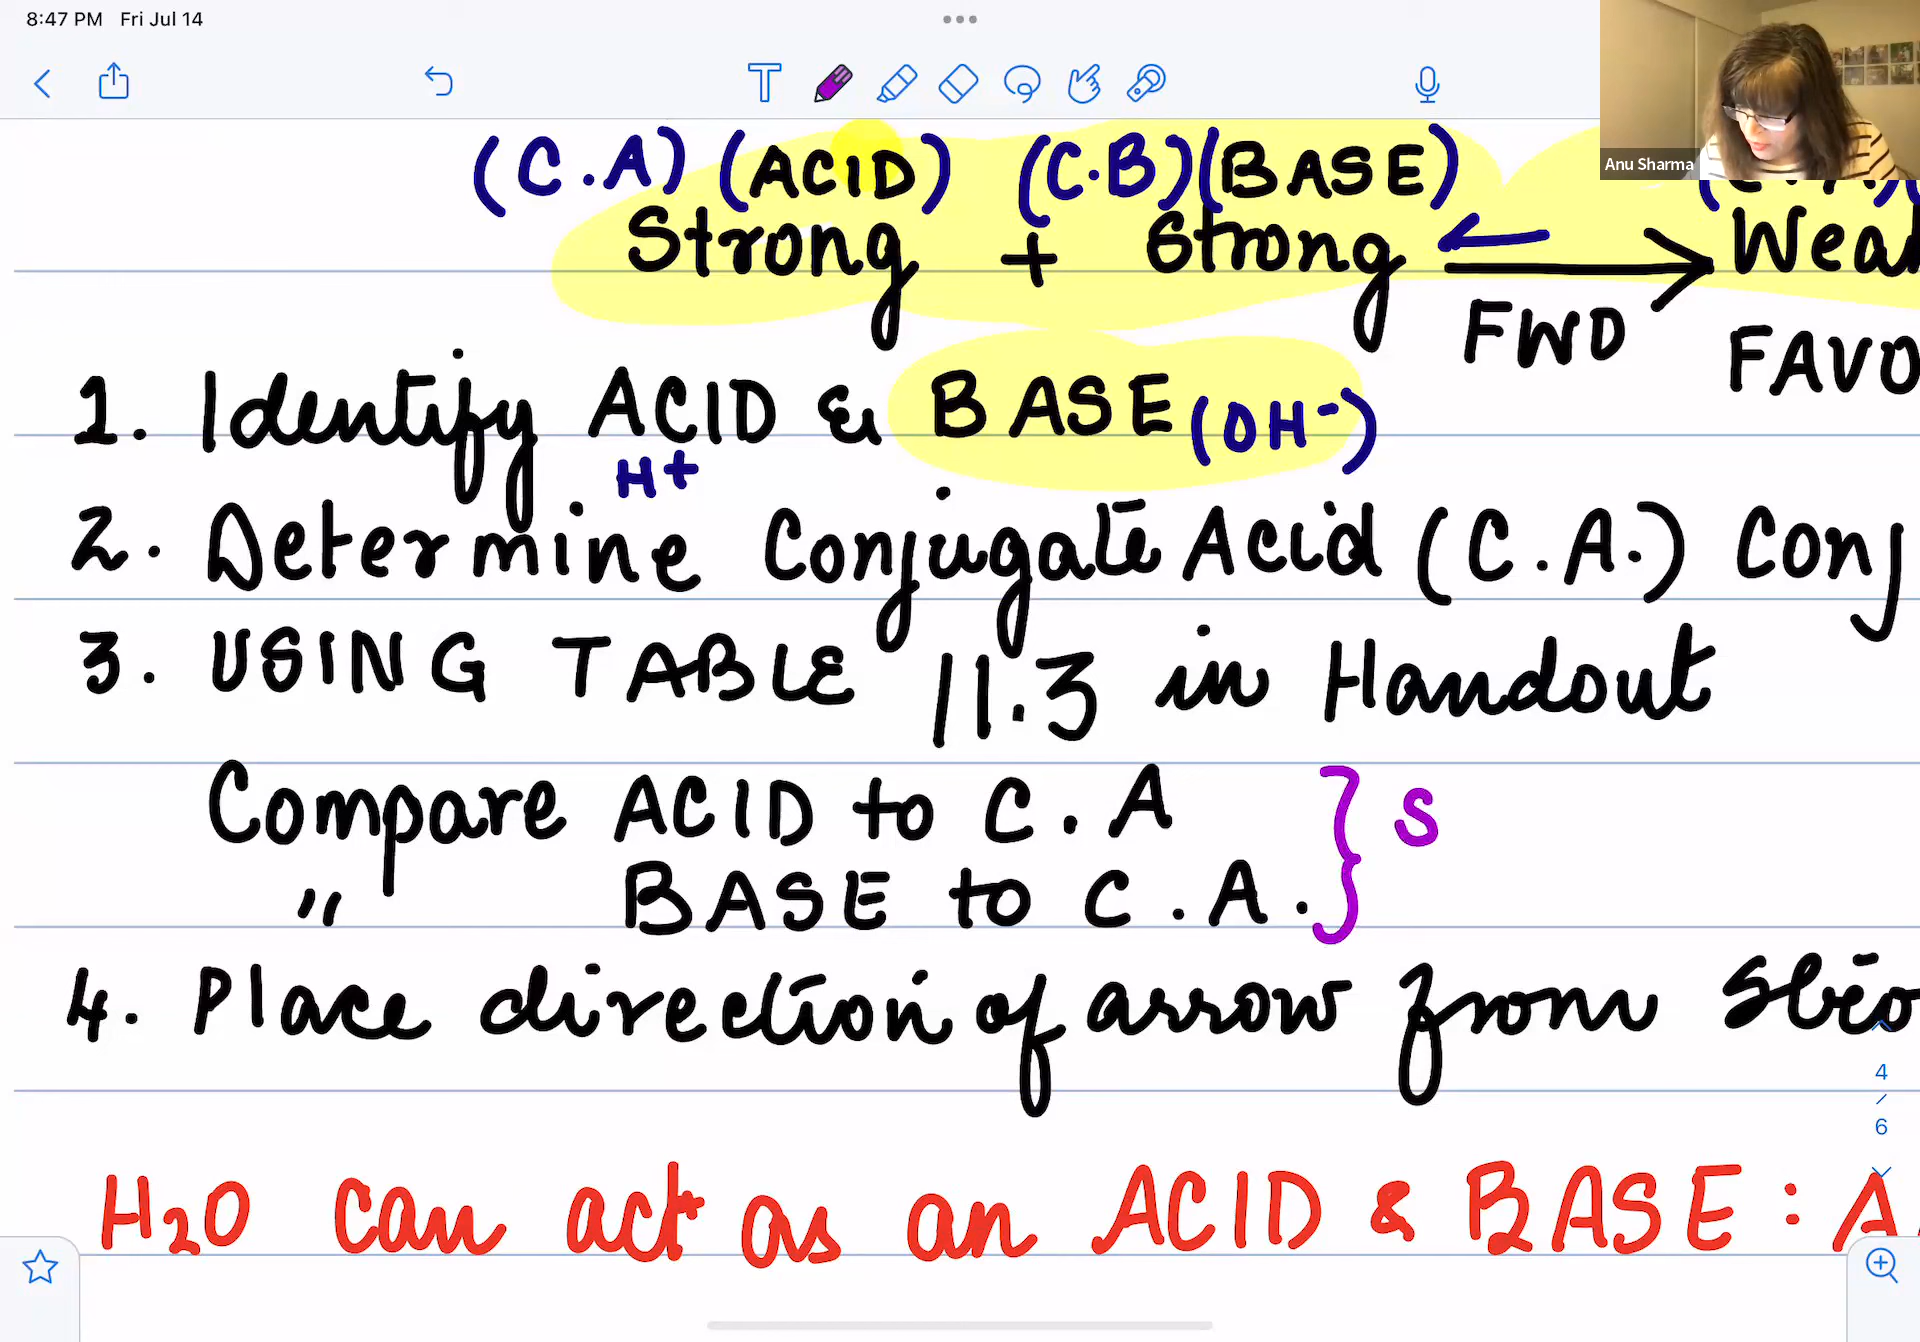 8:47 PM Fri Jul 14
Anu Sharma
(C.A) (ACID) (C.B)(BASE)
Strong + Strong
FWD
FAVO
1. Identify ACID & BASE (OH-)
H+
2. Determine Conjugate Acid (C.A.) Conj
3. USING TABLE 11.3 in Handout
Compare ACID to C.A } S
" BASE to C.A.
4. Place direction of arrow from
4
6
H2O can act as an ACID & BASE : A